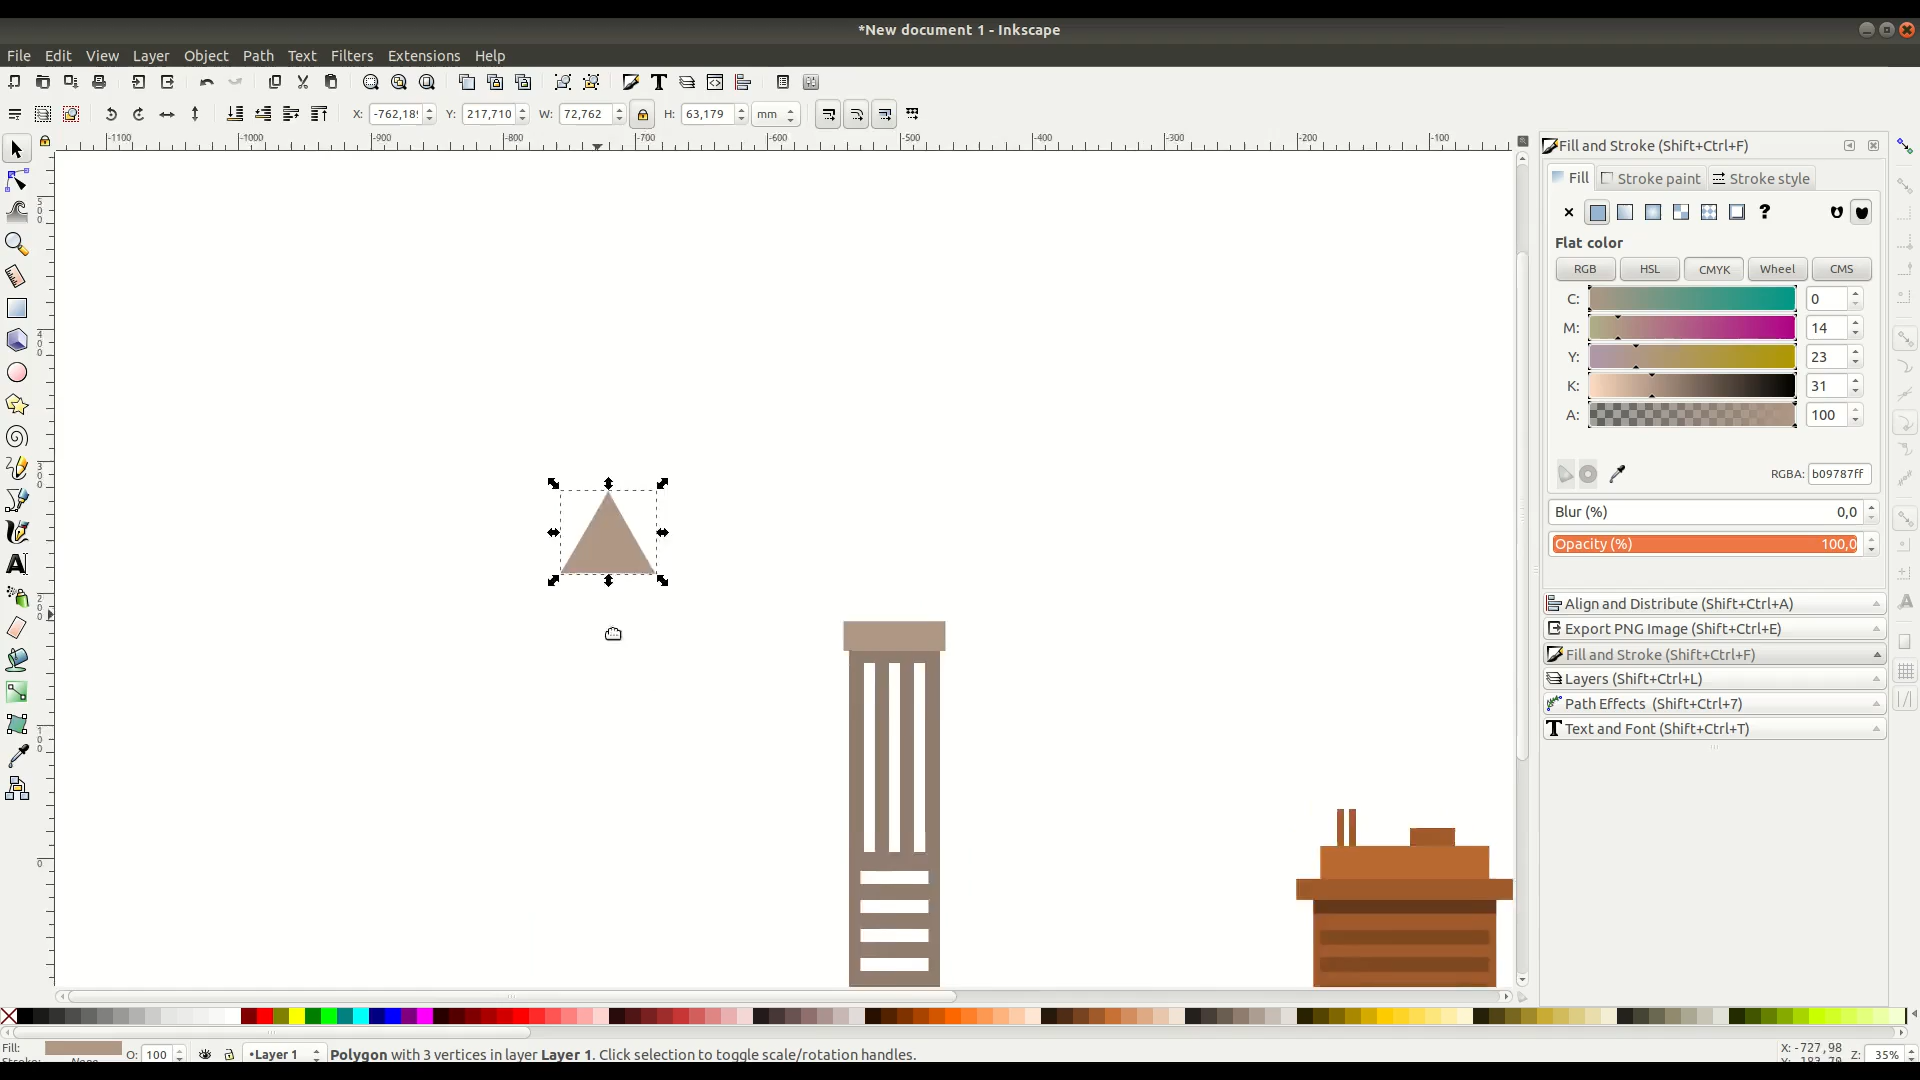 *New document 1 - Inkscape
File Edit View Layer Object Path Text Filters Extensions Help
X: -762,18 Y: 217,710 W: 72,762 H: 63,179 mm
-1100 -1000 -900 -800 -700 -600 -500 -400 -300 -200 -100
500
400
300
200
100
0
Fill and Stroke (Shift+Ctrl+F)
Fill Stroke paint Stroke style
Flat color
RGB HSL CMYK Wheel CMS
C: 0
M: 14
Y: 23
K: 31
A: 100
RGBA: b09787ff
Blur (%) 0,0
Opacity (%) 100,0
Align and Distribute (Shift+Ctrl+A)
Export PNG Image (Shift+Ctrl+E)
Fill and Stroke (Shift+Ctrl+F)
Layers (Shift+Ctrl+L)
Path Effects (Shift+Ctrl+7)
Text and Font (Shift+Ctrl+T)
Fill:
O: 100 •Layer 1 Polygon with 3 vertices in layer Layer 1. Click selection to toggle scale/rotation handles.
X: -727,98
Z: 35%